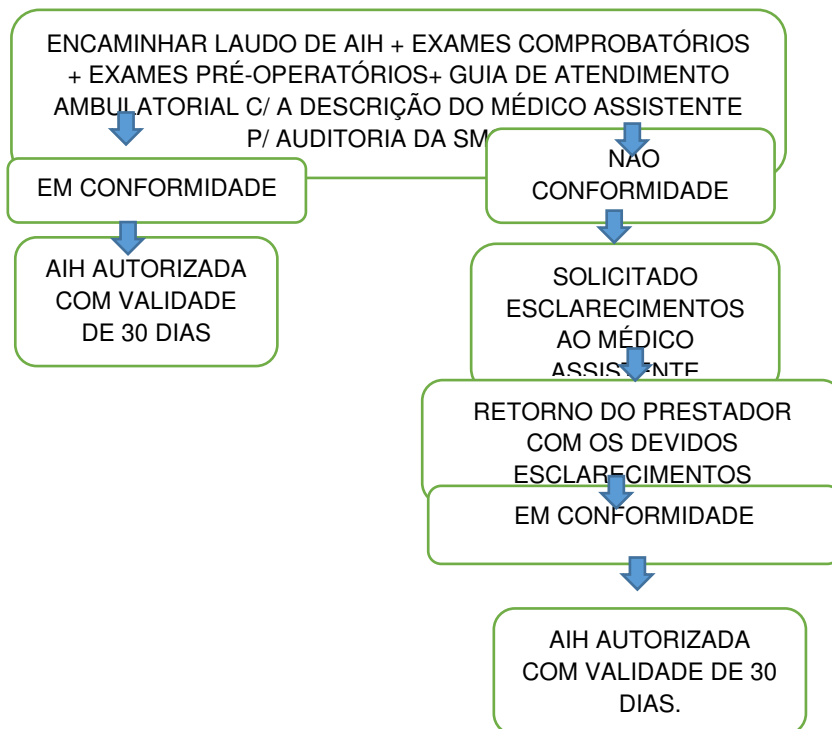 ENCAMINHAR LAUDO DE AIH + EXAMES COMPROBATÓRIOS
+ EXAMES PRÉ-OPERATÓRIOS+ GUIA DE ATENDIMENTO
AMBULATORIAL C/ A DESCRIÇÃO DO MÉDICO ASSISTENTE
P/ AUDITORIA DA SM
EM CONFORMIDADE
AIH AUTORIZADA
COM VALIDADE
DE 30 DIAS
NÃO
CONFORMIDADE
SOLICITADO
ESCLARECIMENTOS
AO MÉDICO
ASSISTENTE
RETORNO DO PRESTADOR
COM OS DEVIDOS
ESCLARECIMENTOS
EM CONFORMIDADE
AIH AUTORIZADA
COM VALIDADE DE 30
DIAS.